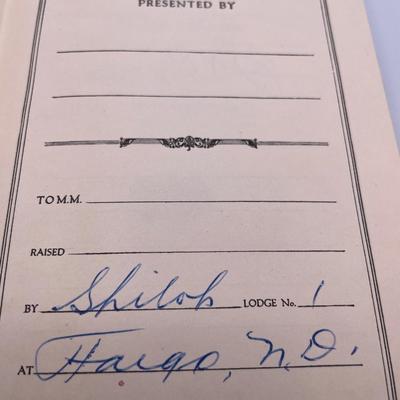 PRESENTED BY
TO M.M.
RAISED
BY Shiloh LODGE No. 1
AT Fargo, N.D.